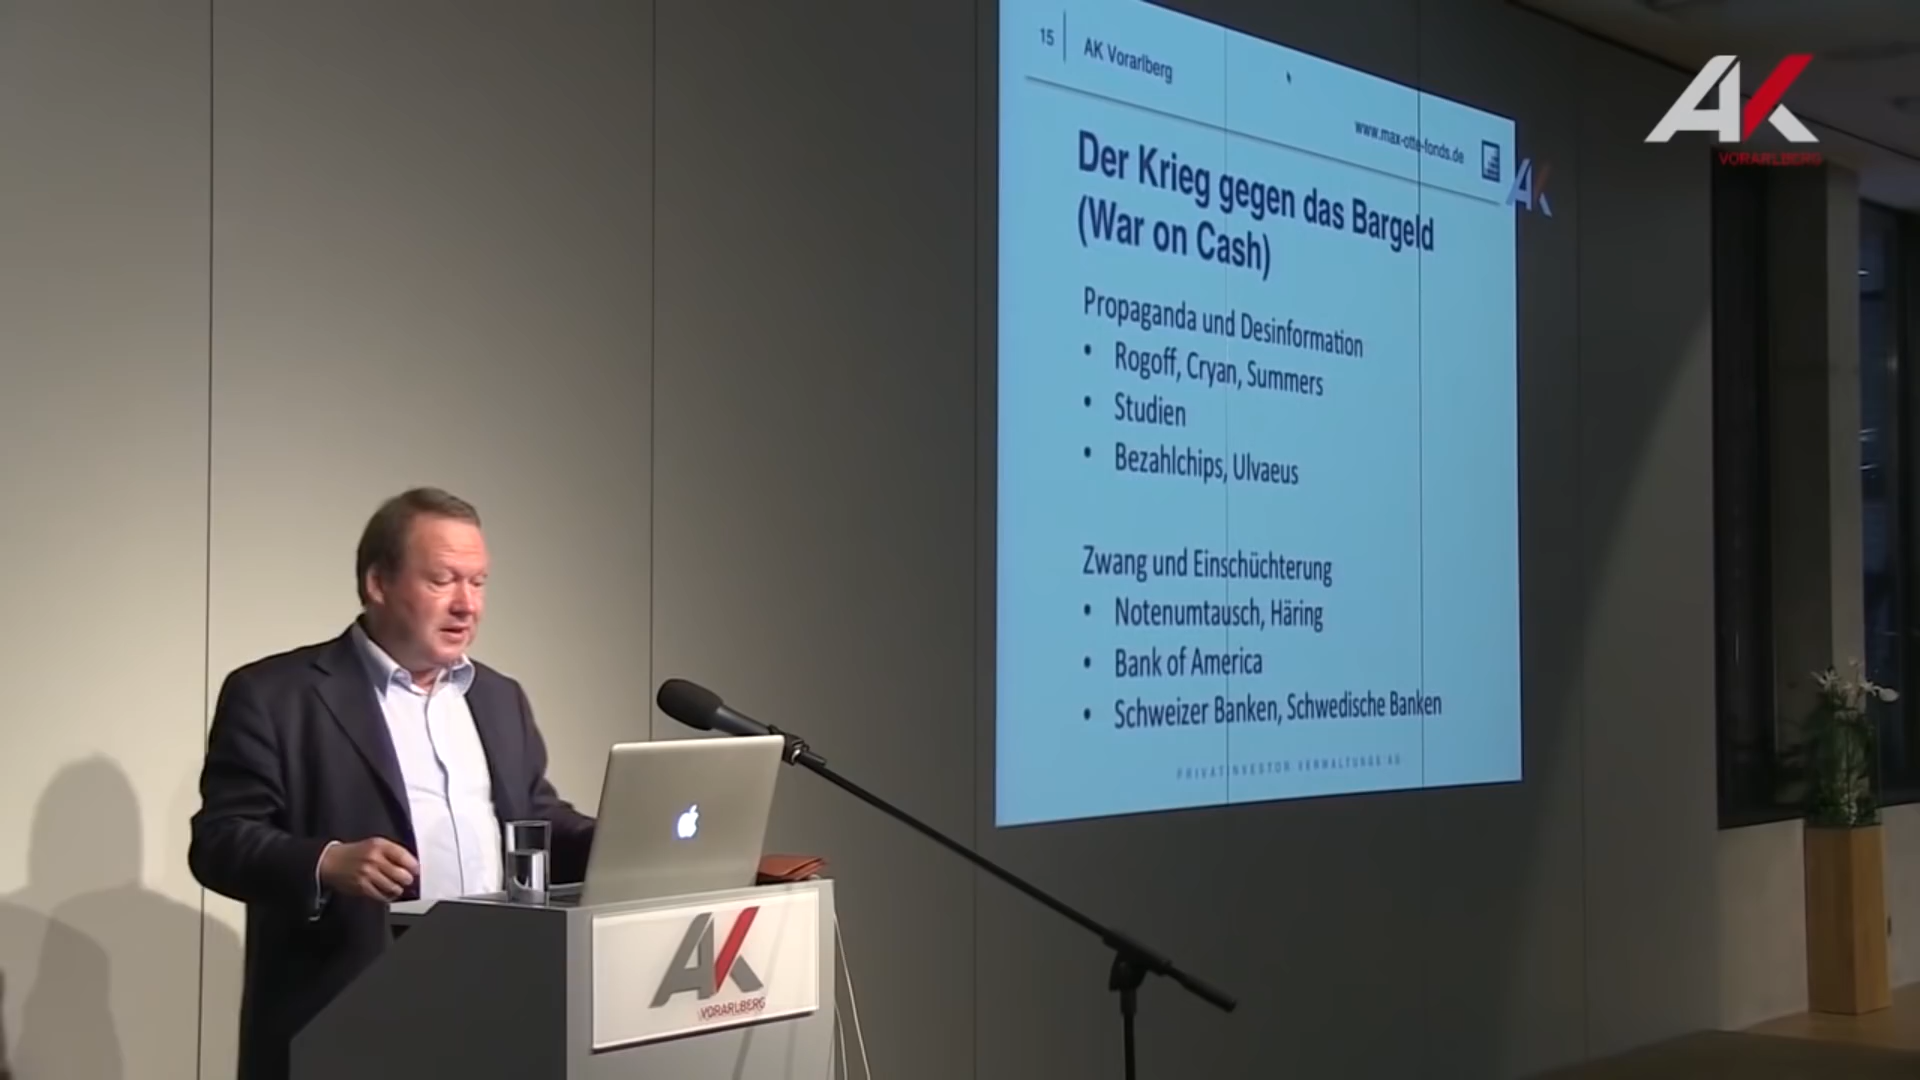 15 AK Vorarlberg
www.max-otte-fonds.de
Der Krieg gegen das Bargeld
(War on Cash)
Propaganda und Desinformation
• Rogoff, Cryan, Summers
• Studien
• Bezahlchips, Ulvaeus
Zwang und Einschüchterung
• Notenumtausch, Häring
• Bank of America
• Schweizer Banken, Schwedische Banken
PRIVATINVESTOR VERWALTUNGS AG
AK
VORARLBERG
AK
AK
VORARLBERG